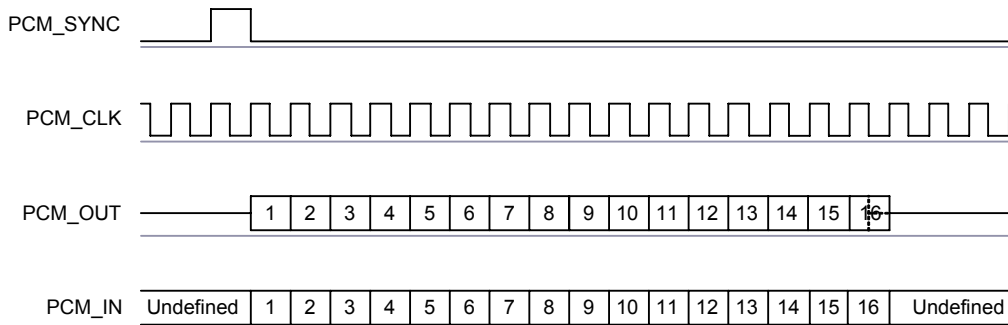 PCM_SYNC
PCM_CLK
PCM_OUT 1 2 3 4 5 6 7 8 9 10 11 12 13 14 15 16
PCM_IN Undefined 1 2 3 4 5 6 7 8 9 10 11 12 13 14 15 16 Undefined